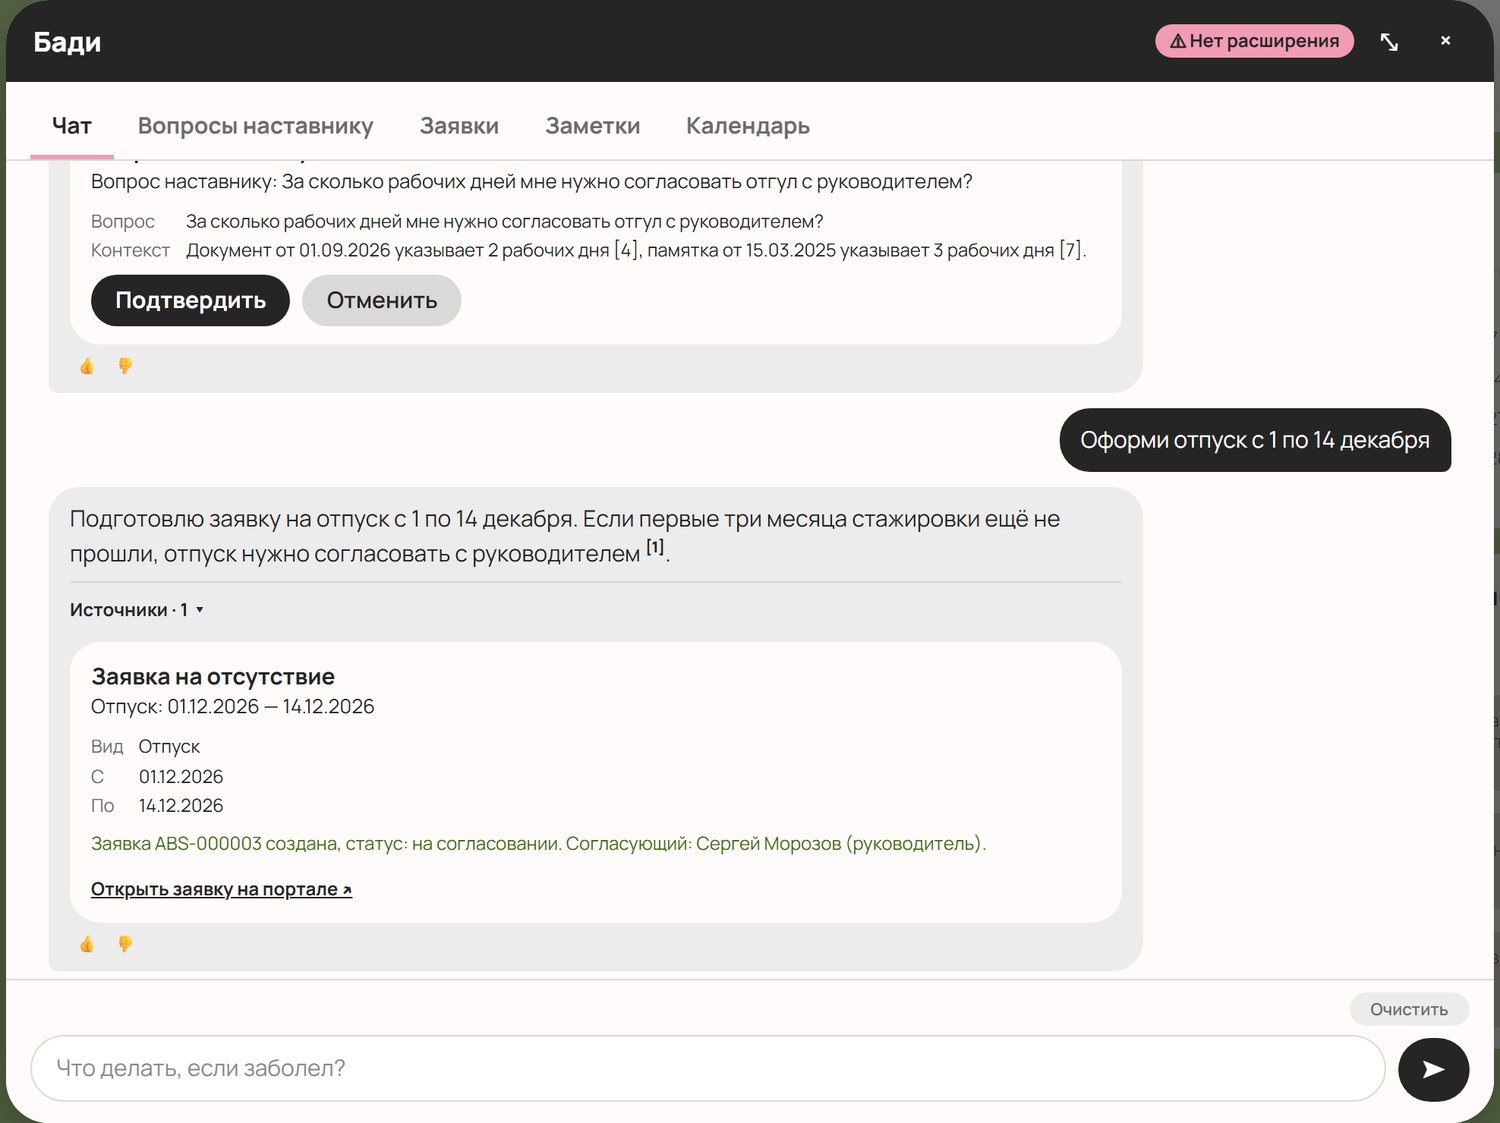 Бади
⚠ Нет расширения
×
Чат
Вопросы наставнику
Заявки
Заметки
Календарь
Вопрос наставнику: За сколько рабочих дней мне нужно согласовать отгул с руководителем?
Вопрос За сколько рабочих дней мне нужно согласовать отгул с руководителем?
Контекст Документ от 01.09.2026 указывает 2 рабочих дня [4], памятка от 15.03.2025 указывает 3 рабочих дня [7].
Подтвердить
Отменить
Оформи отпуск с 1 по 14 декабря
Подготовлю заявку на отпуск с 1 по 14 декабря. Если первые три месяца стажировки ещё не
прошли, отпуск нужно согласовать с руководителем [1].
Источники · 1 ▾
Заявка на отсутствие
Отпуск: 01.12.2026 — 14.12.2026
Вид Отпуск
С 01.12.2026
По 14.12.2026
Заявка ABS-000003 создана, статус: на согласовании. Согласующий: Сергей Морозов (руководитель).
Открыть заявку на портале ↗
Очистить
Что делать, если заболел?